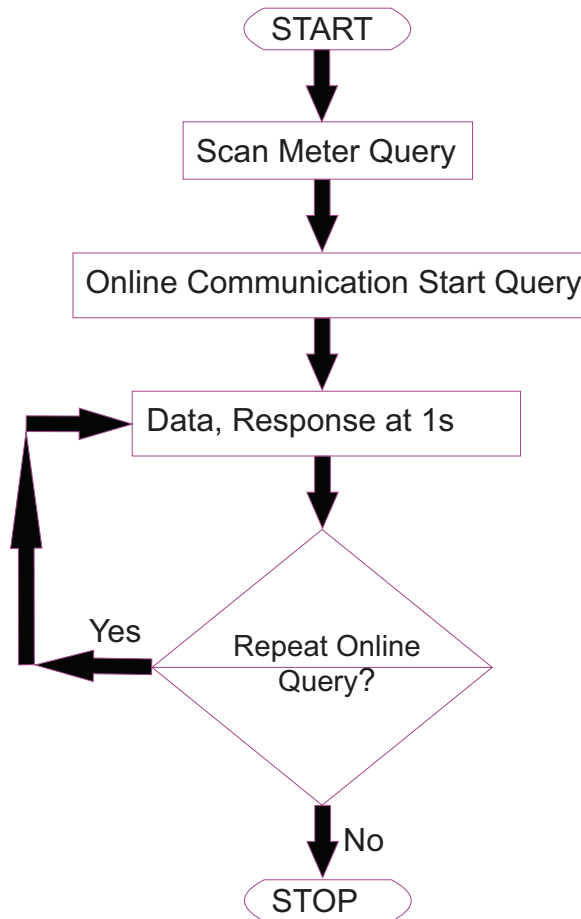 START
Scan Meter Query
Online Communication Start Query
Data, Response at 1s
Yes
Repeat Online
Query?
No
STOP